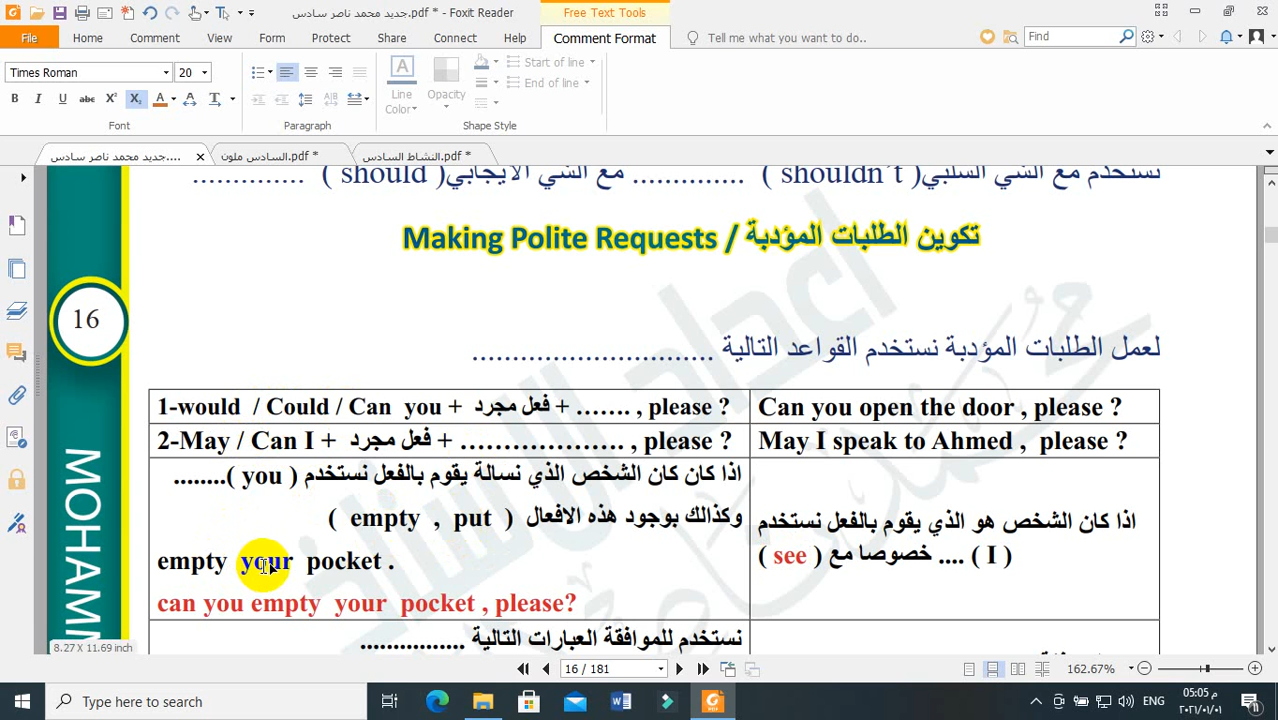 جديد محمد ناصر سادس.pdf * - Foxit Reader
Free Text Tools
File Home Comment View Form Protect Share Connect Help Comment Format Tell me what you want to do.. Find
Times Roman 20
Line Color
Opacity
Start of line
End of line
Font Paragraph Shape Style
جديد محمد ناصر سادس.... السادس ملون.pdf * النشاط السادس.pdf *
تستخدم مع الشي السلبي( shouldn't ) .............. مع الشي الايجابي( should ) ..............
Making Polite Requests / تكوين الطلبات المؤدبة
16
لعمل الطلبات المؤدبة نستخدم القواعد التالية ..............................
1-would / Could / Can you + فعل مجرد + ……. , please ?
Can you open the door , please ?
2-May / Can I + فعل مجرد + …………………. , please ?
May I speak to Ahmed , please ?
اذا كان كان الشخص الذي نسالة يقوم بالفعل نستخدم ( you )........
وكذالك بوجود هذه الافعال ( empty , put )
empty your pocket .
can you empty your pocket , please?
اذا كان الشخص هو الذي يقوم بالفعل نستخدم
( I ) .... خصوصا مع ( see )
نستخدم للموافقة العبارات التالية ................
MOHAMM
8.27 X 11.69 inch
16 / 181
162.67%
Type here to search
ENG
05:05 م
٢٠٢١/٠١/٠١